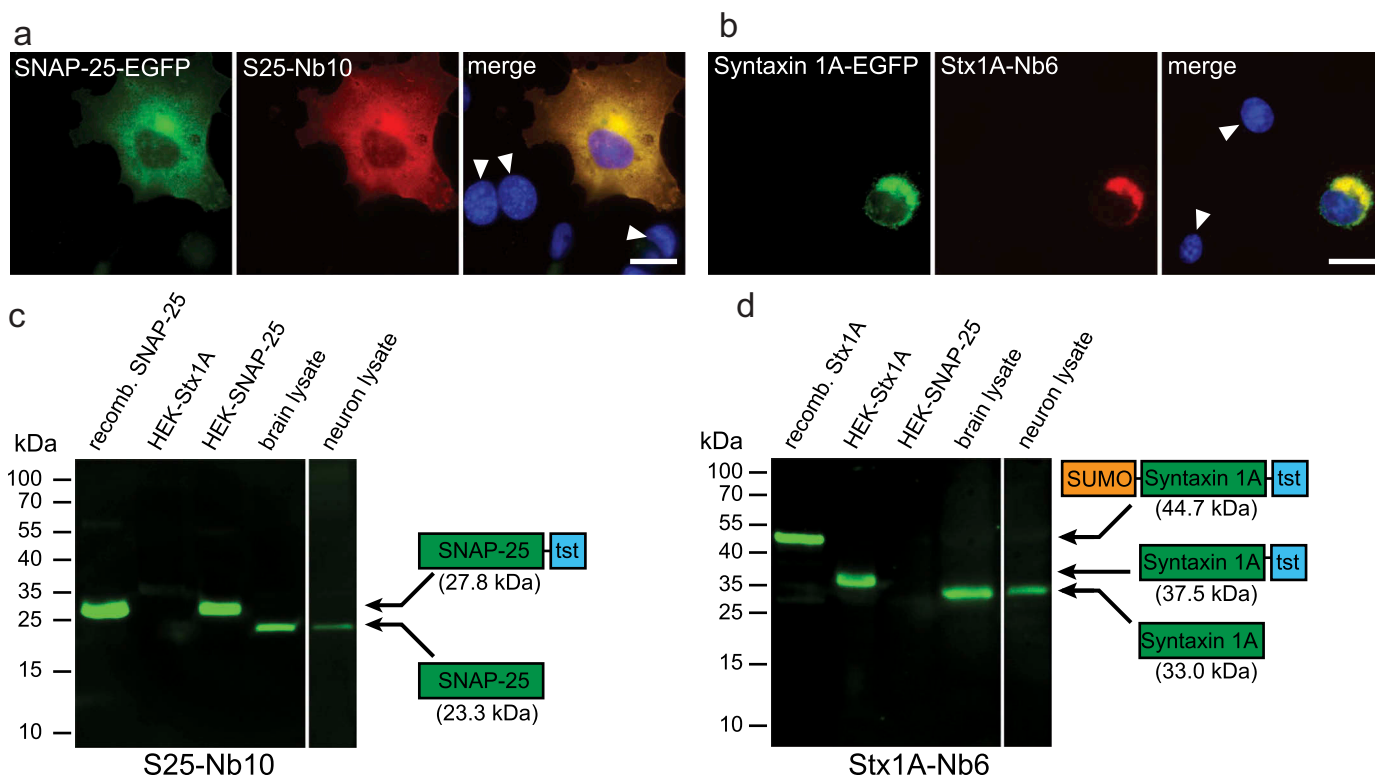 a
SNAP-25-EGFP
S25-Nb10
merge
b
Syntaxin 1A-EGFP
Stx1A-Nb6
merge
c
recomb. SNAP-25
HEK-Stx1A
HEK-SNAP-25
brain lysate
neuron lysate
kDa
100
70
55
40
35
25
15
10
SNAP-25
tst
(27.8 kDa)
SNAP-25
(23.3 kDa)
S25-Nb10
d
recomb. Stx1A
HEK-Stx1A
HEK-SNAP-25
brain lysate
neuron lysate
kDa
100
70
55
40
35
25
15
10
SUMO
Syntaxin 1A
tst
(44.7 kDa)
Syntaxin 1A
tst
(37.5 kDa)
Syntaxin 1A
(33.0 kDa)
Stx1A-Nb6